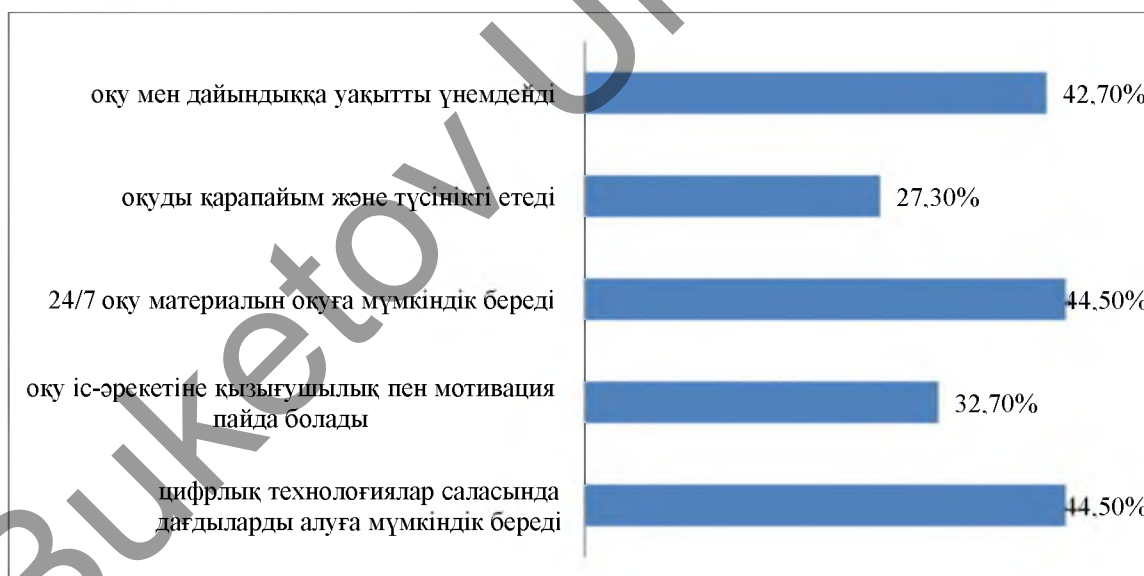 оқу мен дайындыққа уақытты үнемдейді
42,70%
оқуды қарапайым және түсінікті етеді
27,30%
24/7 оқу материалын оқуға мүмкіндік береді
44,50%
оқу іс-әрекетіне қызығушылық пен мотивация
пайда болады
32,70%
цифрлық технологиялар саласында
дағдыларды алуға мүмкіндік береді
44,50%
Buketov